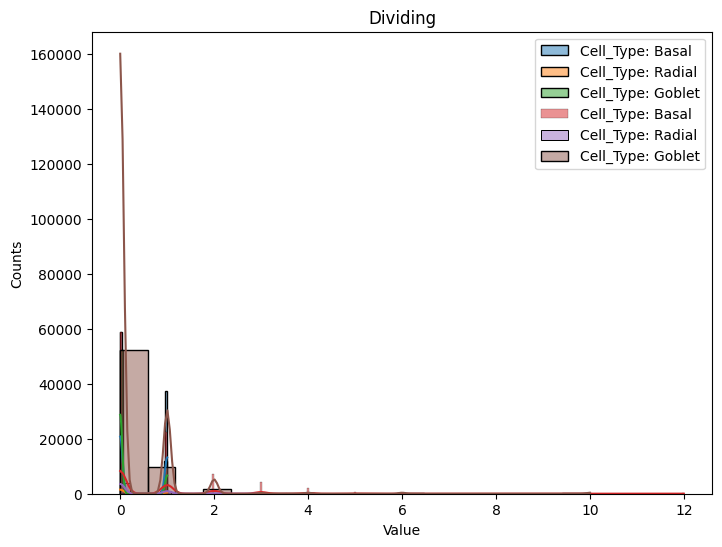 Dividing
Cell_Type: Basal
Cell_Type: Radial
Cell_Type: Goblet
Cell_Type: Basal
Cell_Type: Radial
Cell_Type: Goblet
160000
140000
120000
100000
80000
60000
40000
20000
0
Counts
0 2 4 6 8 10 12
Value